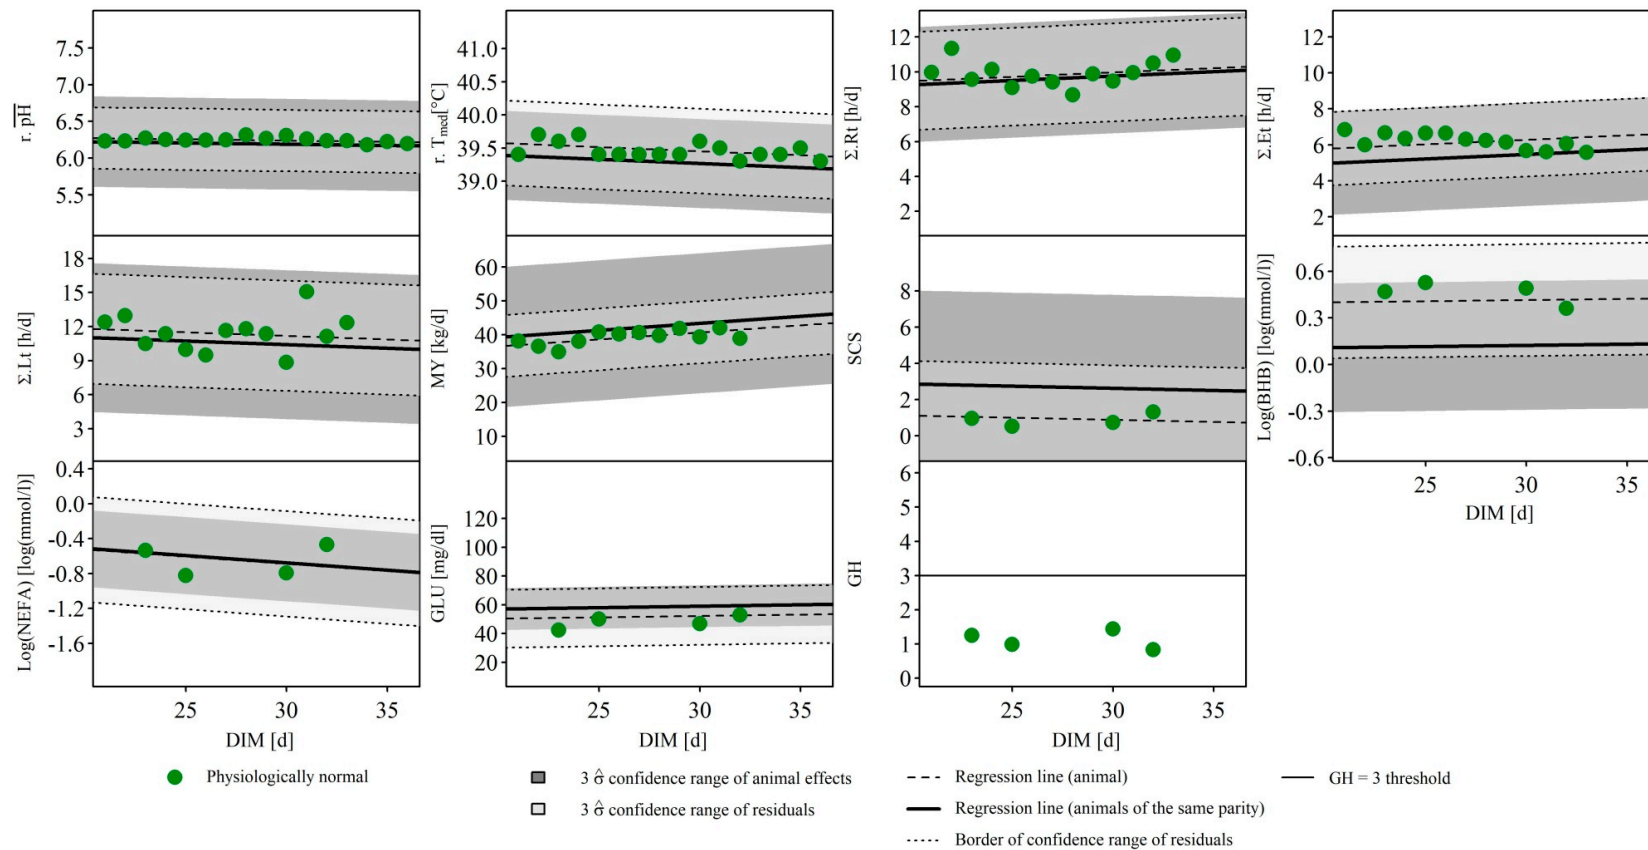 r. pH
7.5
7.0
6.5
6.0
5.5
r. Tmed[°C]
41.0
40.5
40.0
39.5
39.0
Σ.Rt [h/d]
12
10
8
6
4
2
Σ.Et [h/d]
12
10
8
6
4
2
Σ.Lt [h/d]
18
15
12
9
6
3
MY [kg/d]
60
50
40
30
20
10
SCS
8
6
4
2
0
Log(BHB) [log(mmol/l)]
0.6
0.3
0.0
-0.3
-0.6
25 30 35
DIM [d]
Log(NEFA) [log(mmol/l)]
0.4
0.0
-0.4
-0.8
-1.2
-1.6
25 30 35
DIM [d]
GLU [mg/dl]
120
100
80
60
40
20
25 30 35
DIM [d]
GH
6
5
4
3
2
1
0
25 30 35
DIM [d]
Physiologically normal
3 σ̂ confidence range of animal effects
3 σ̂ confidence range of residuals
Regression line (animal)
Regression line (animals of the same parity)
Border of confidence range of residuals
GH = 3 threshold